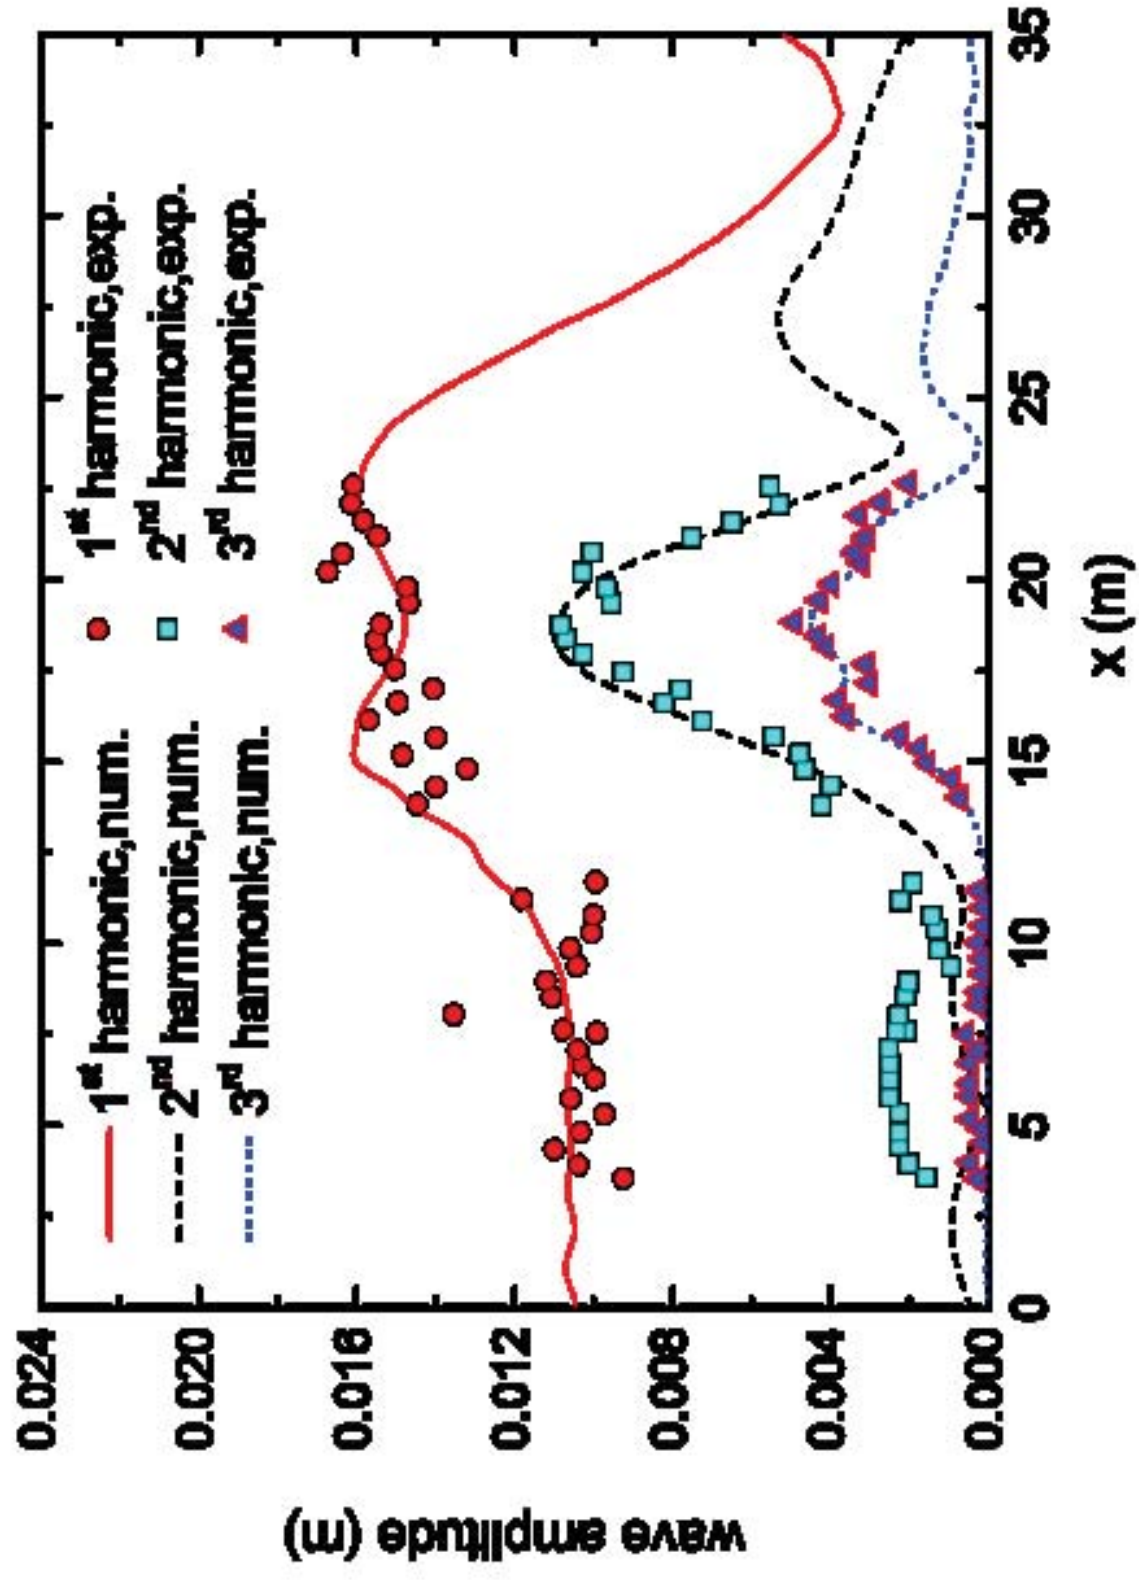 1st harmonic,num.
1st harmonic,exp.
2nd harmonic,num.
2nd harmonic,exp.
3rd harmonic,num.
3rd harmonic,exp.
wave amplitude (m)
0.024
0.020
0.016
0.012
0.008
0.004
0.000
0
5
10
15
20
25
30
35
x (m)